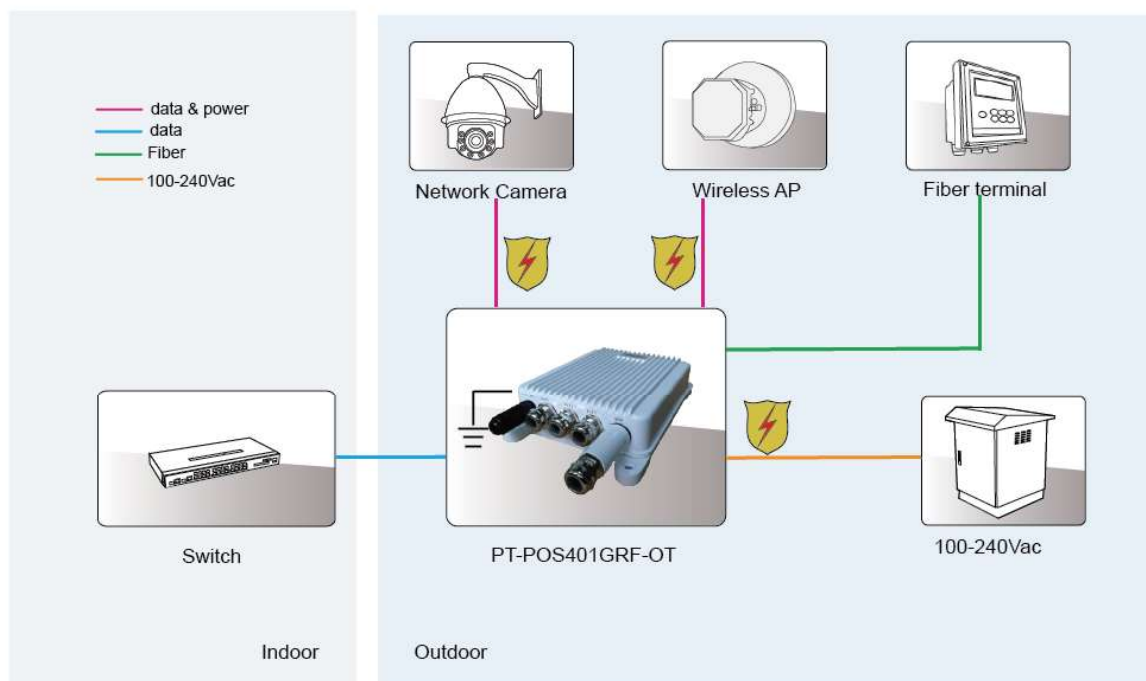 data & power
data
Fiber
100-240Vac
Network Camera
Wireless AP
Fiber terminal
Switch
PT-POS401GRF-OT
100-240Vac
Indoor
Outdoor